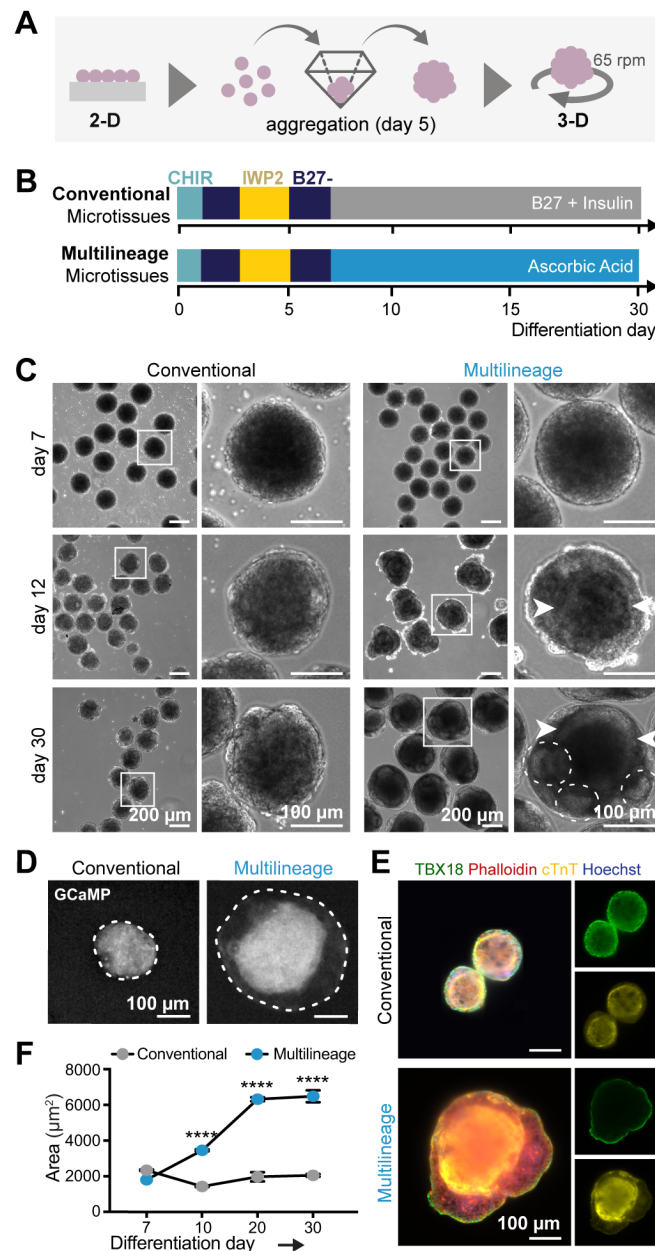 A
65 rpm
2-D
aggregation (day 5)
3-D
B
CHIR
IWP2
B27-
Conventional
Microtissues
B27 + Insulin
Multilineage
Microtissues
Ascorbic Acid
0
5
10
15
30
Differentiation day
C
Conventional
Multilineage
day 7
day 12
day 30
200 µm
100 µm
200 µm
100 µm
D
Conventional
Multilineage
GCaMP
100 µm
E
TBX18 Phalloidin cTnT Hoechst
Conventional
Multilineage
100 µm
F
Conventional
Multilineage
8000
6000
4000
2000
0
Area (µm²)
****
****
****
7
10
20
30
Differentiation day